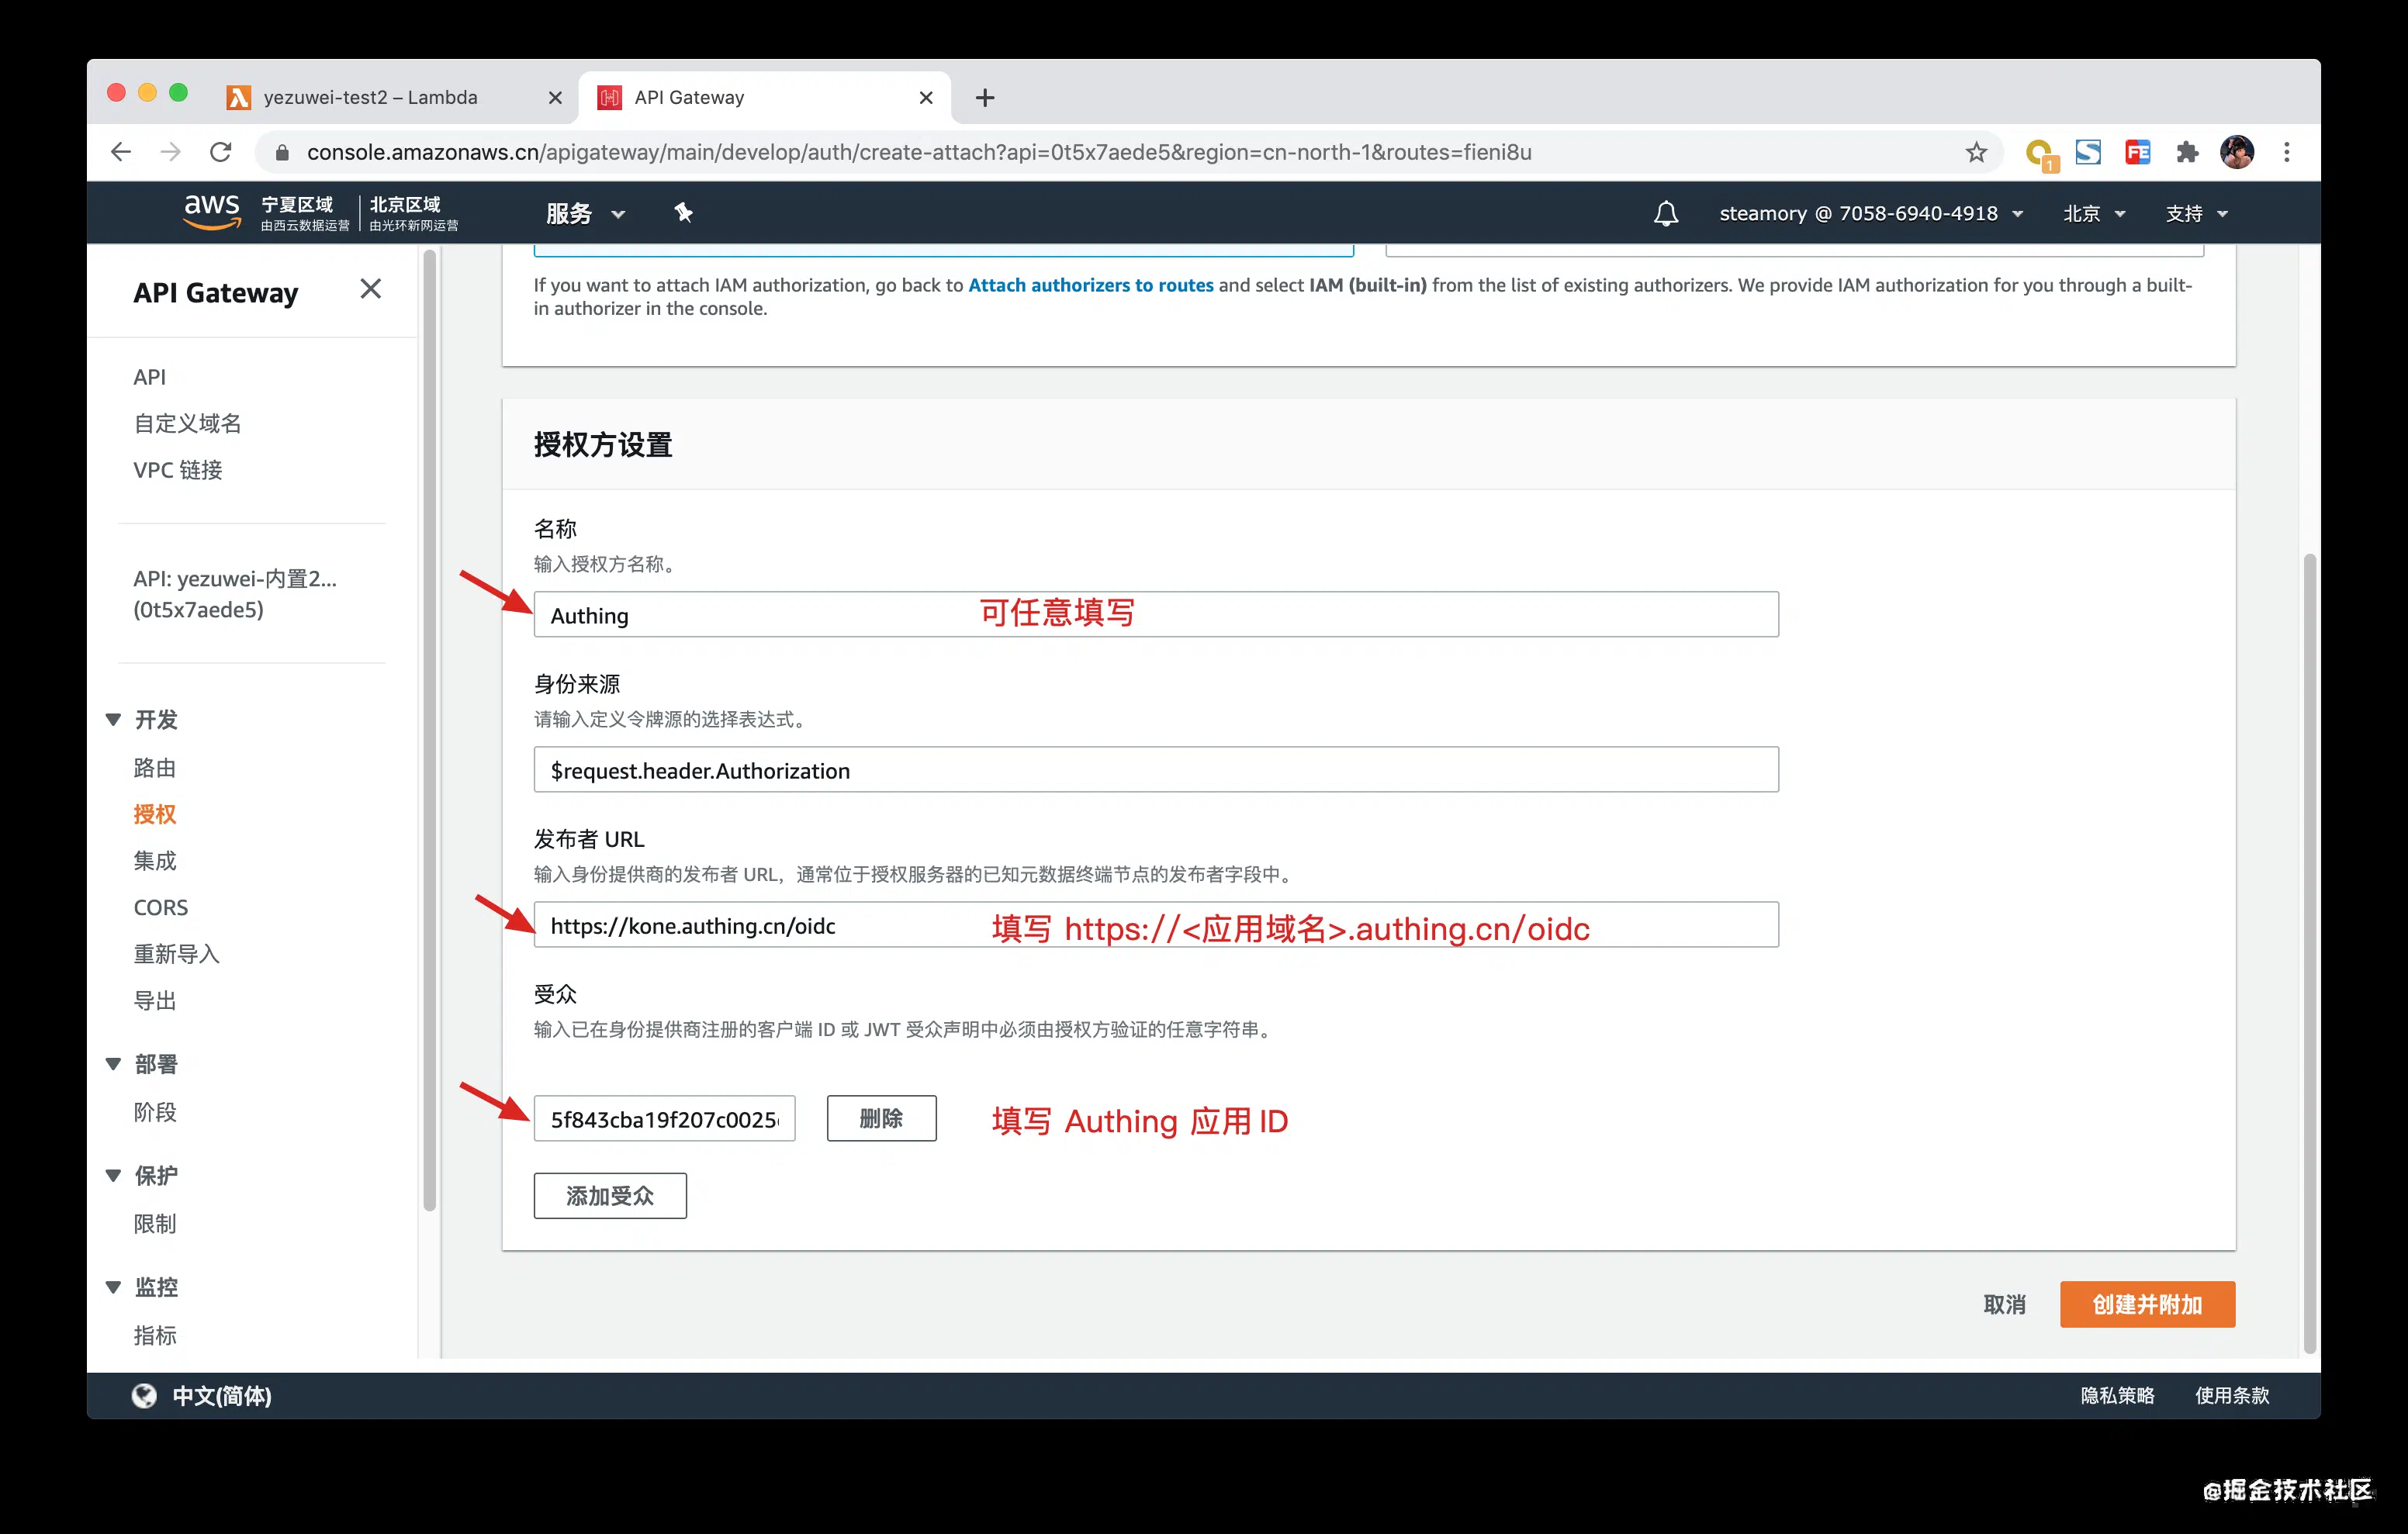 yezuwei-test2 – Lambda
API Gateway
console.amazonaws.cn/apigateway/main/develop/auth/create-attach?api=0t5x7aede5&region=cn-north-1&routes=fieni8u
1
FE
aws
宁夏区域
由西云数据运营
北京区域
由光环新网运营
服务
steamory @ 7058-6940-4918
北京
支持
API Gateway
API
自定义域名
VPC 链接
API: yezuwei-内置2...
(0t5x7aede5)
开发
路由
授权
集成
CORS
重新导入
导出
部署
阶段
保护
限制
监控
指标
If you want to attach IAM authorization, go back to Attach authorizers to routes and select IAM (built-in) from the list of existing authorizers. We provide IAM authorization for you through a built-
in authorizer in the console.
授权方设置
名称
输入授权方名称。
Authing
可任意填写
身份来源
请输入定义令牌源的选择表达式。
$request.header.Authorization
发布者 URL
输入身份提供商的发布者 URL，通常位于授权服务器的已知元数据终端节点的发布者字段中。
https://kone.authing.cn/oidc
填写 https://<应用域名>.authing.cn/oidc
受众
输入已在身份提供商注册的客户端 ID 或 JWT 受众声明中必须由授权方验证的任意字符串。
5f843cba19f207c0025
删除
填写 Authing 应用 ID
添加受众
取消
创建并附加
中文(简体)
隐私策略
使用条款
@掘金技术社区